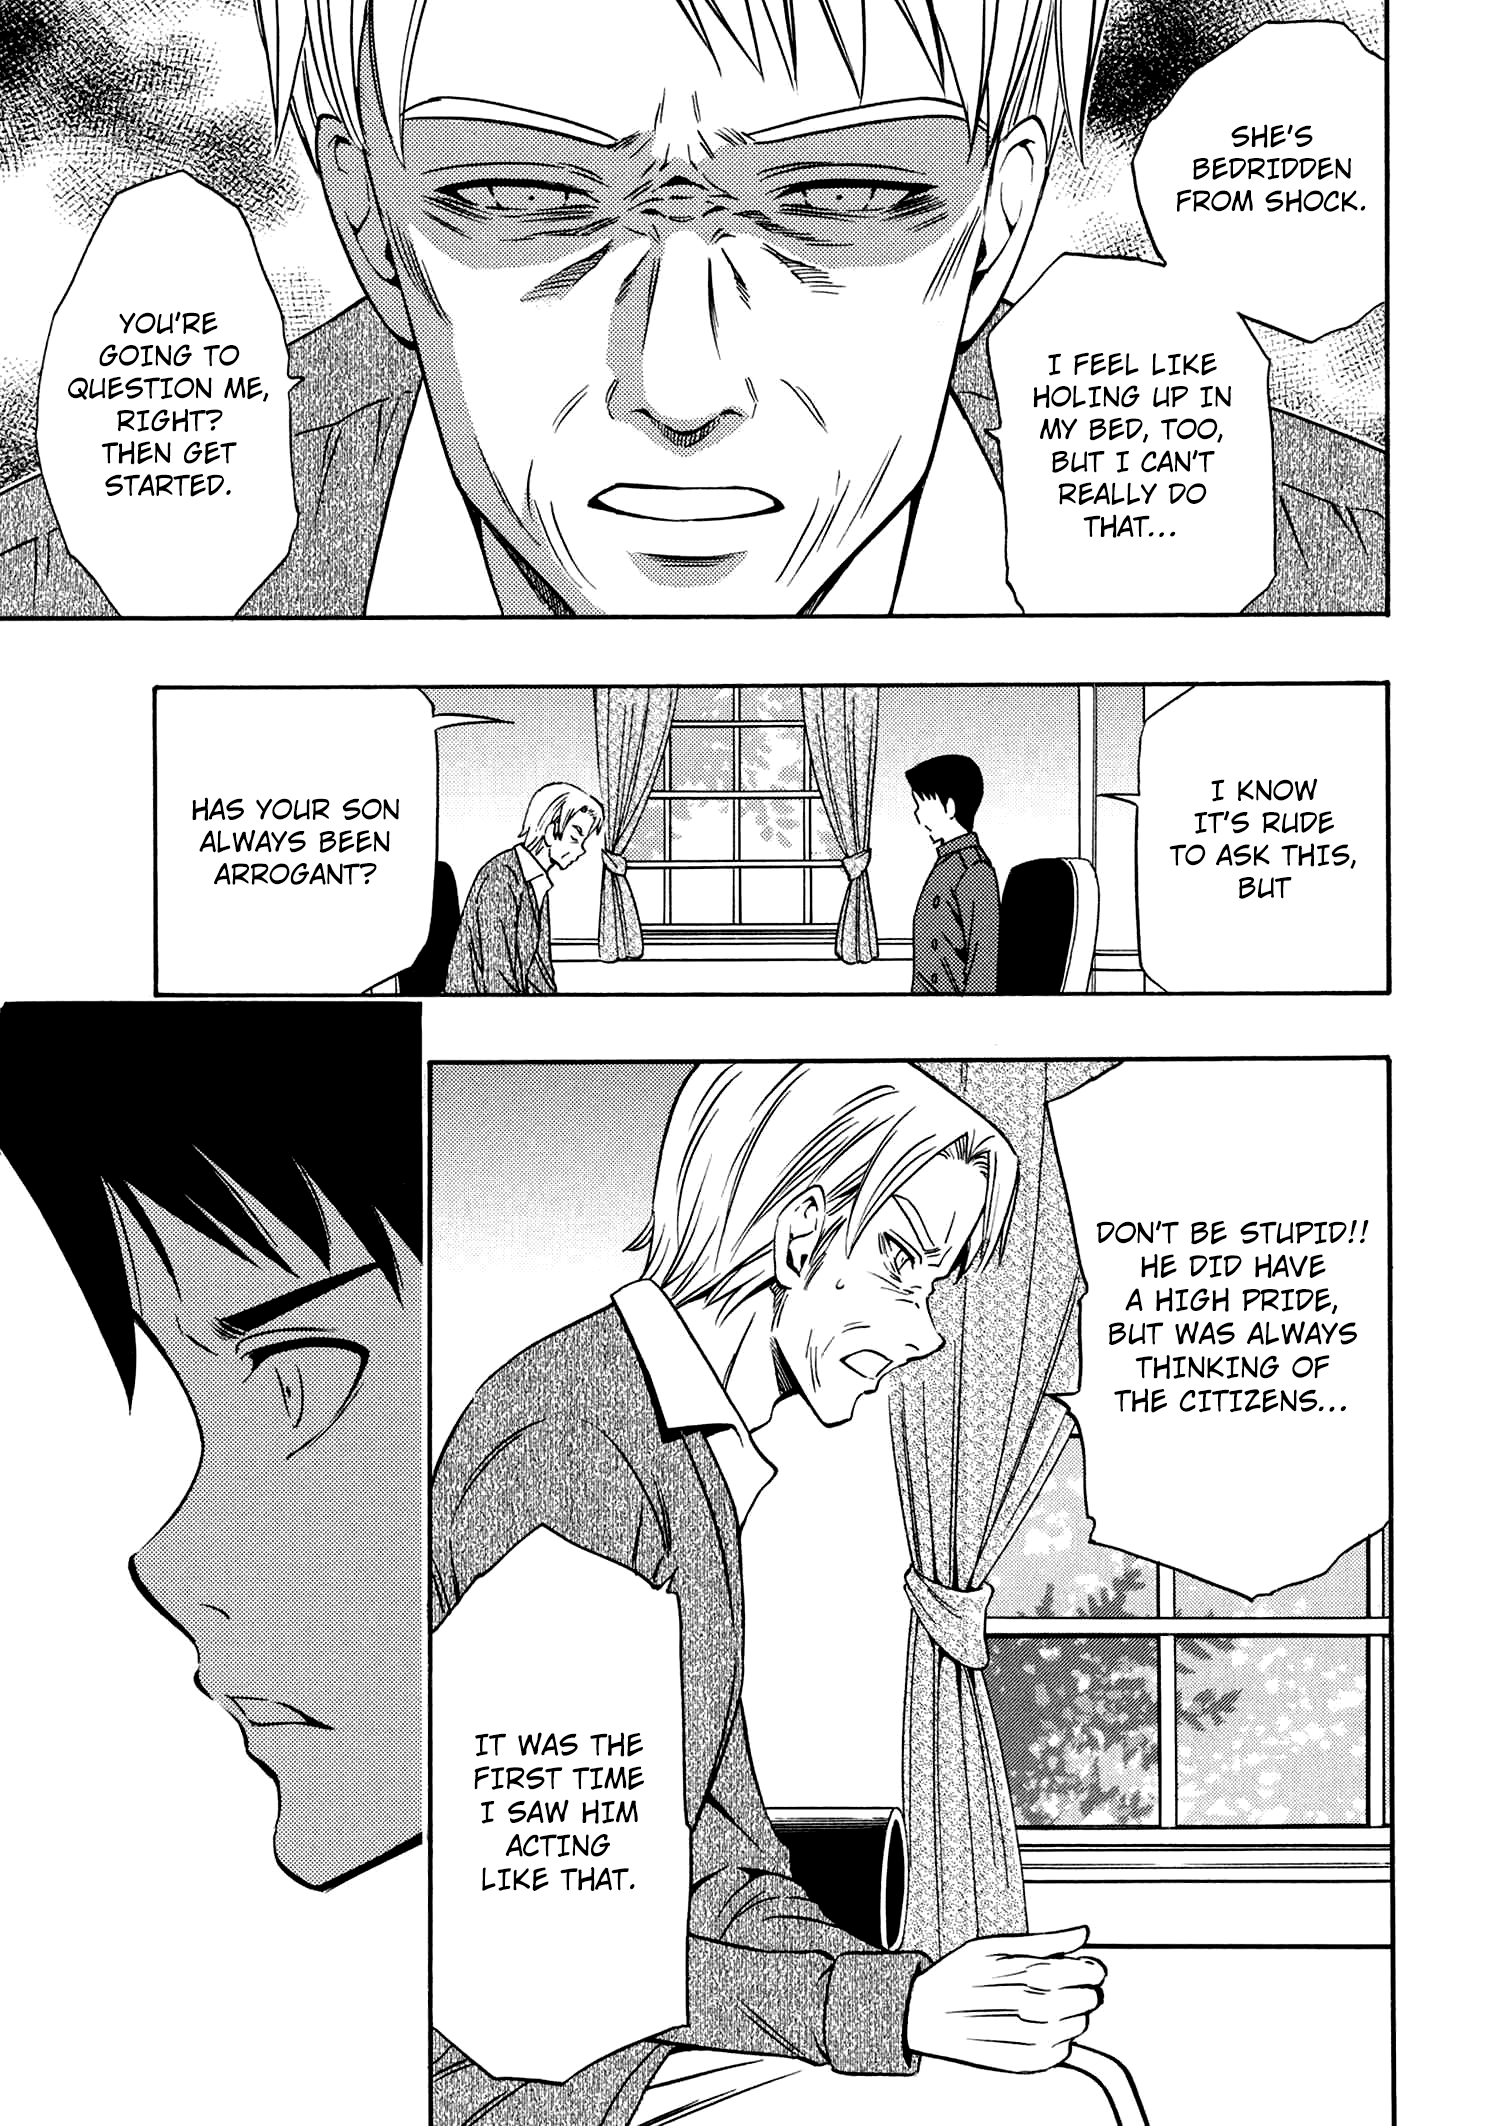 SHE'S
BEDRIDDEN
FROM SHOCK.
I FEEL LIKE
HOLING UP IN
MY BED, TOO,
BUT I CAN'T
REALLY DO
THAT...
YOU'RE
GOING TO
QUESTION ME,
RIGHT?
THEN GET
STARTED.
I KNOW
IT'S RUDE
TO ASK THIS,
BUT
HAS YOUR SON
ALWAYS BEEN
ARROGANT?
DON'T BE STUPID!!
HE DID HAVE
A HIGH PRIDE,
BUT WAS ALWAYS
THINKING OF
THE CITIZENS...
IT WAS THE
FIRST TIME
I SAW HIM
ACTING
LIKE THAT.